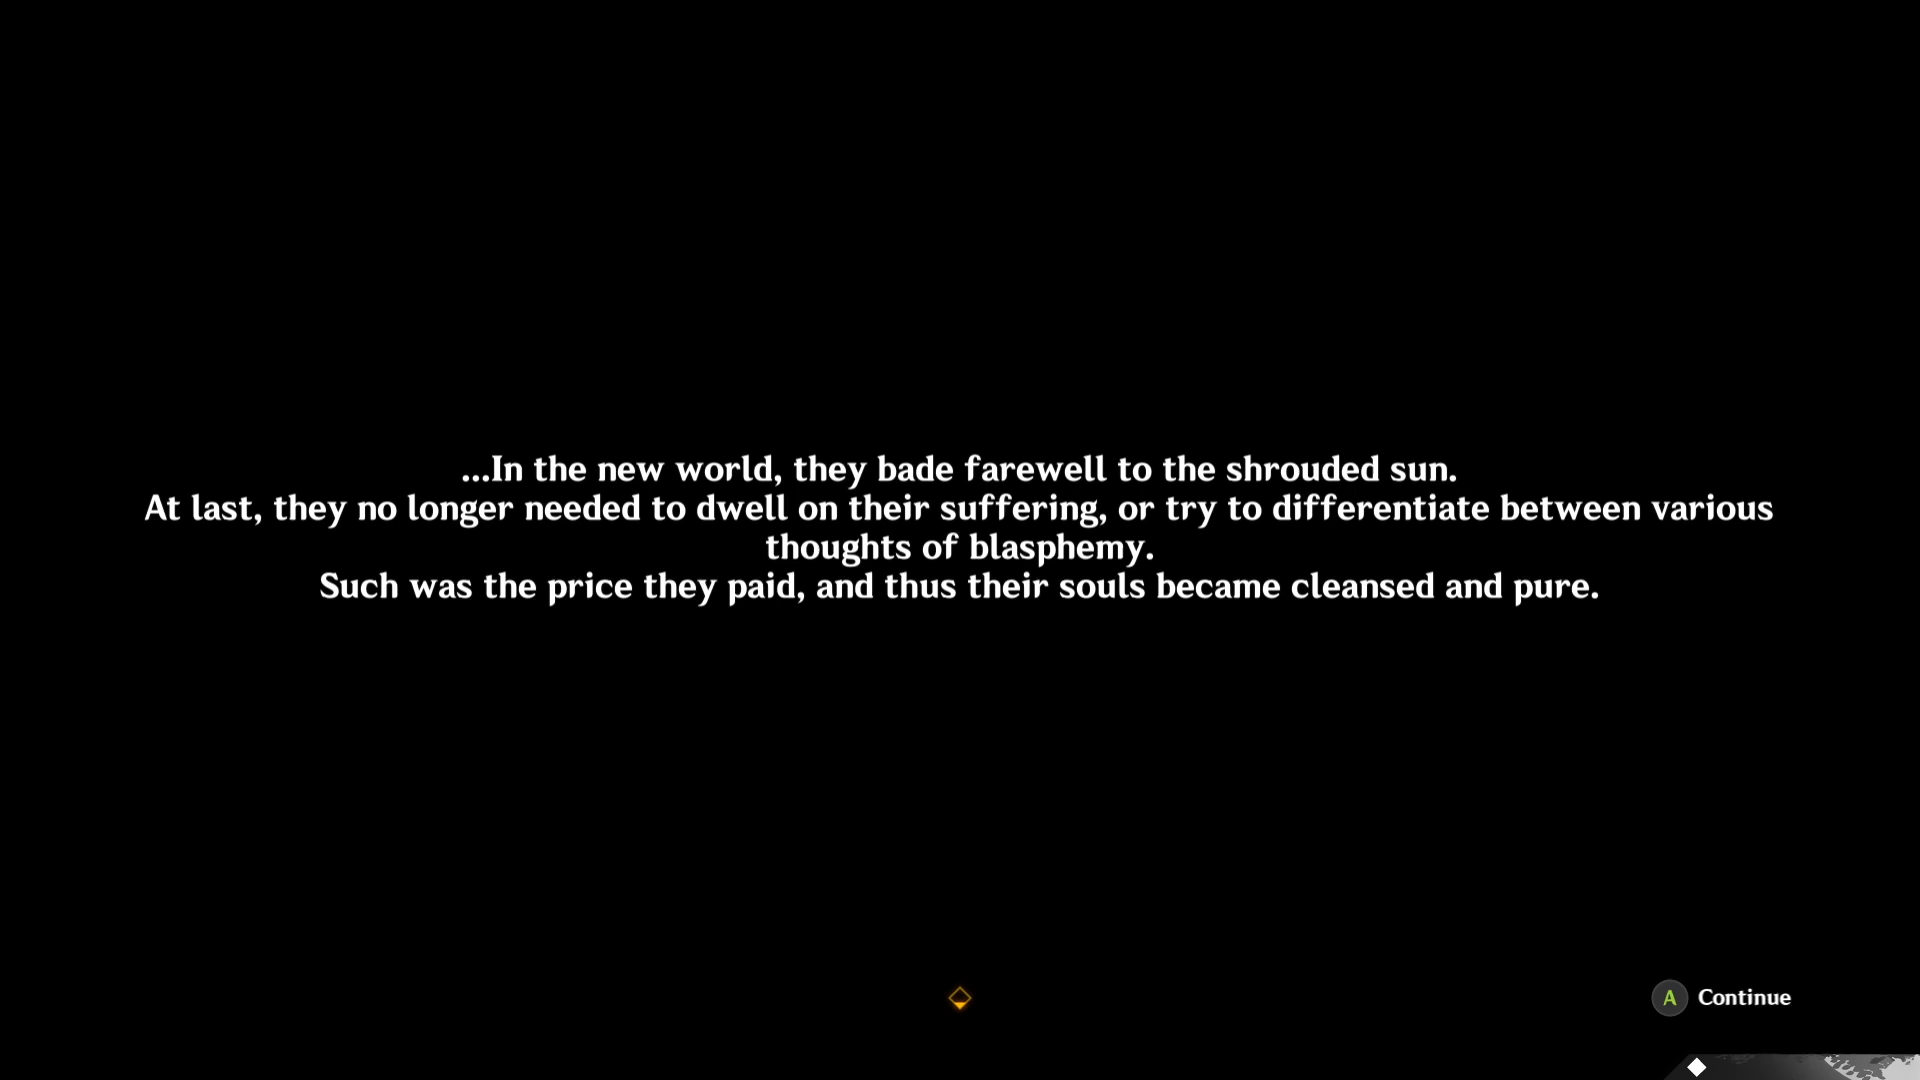 ...In the new world, they bade farewell to the shrouded sun.
At last, they no longer needed to dwell on their suffering, or try to differentiate between various
thoughts of blasphemy.
Such was the price they paid, and thus their souls became cleansed and pure.
A Continue